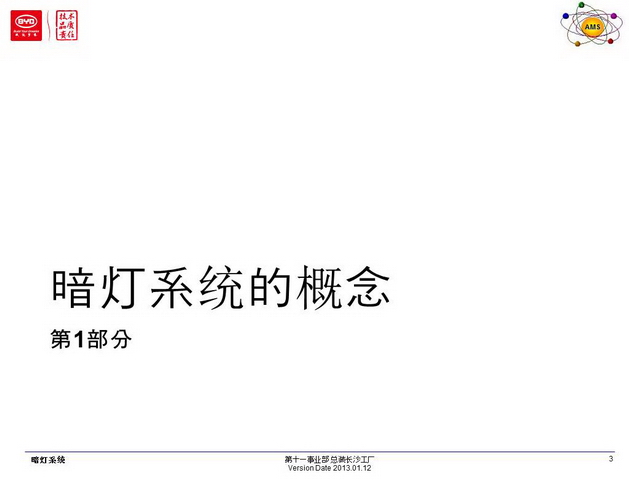 BYD
技术
品质
责任
AMS
暗灯系统的概念
第1部分
暗灯系统
第十一事业部总装长沙工厂
3
Version Date 2013.01.12